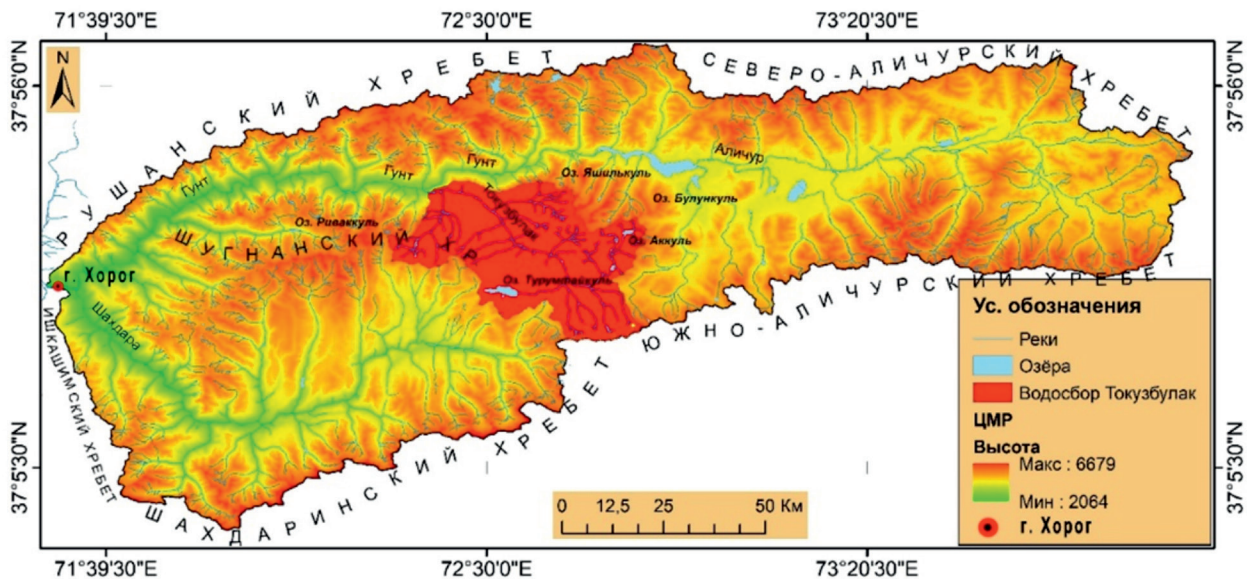 71°39'30"E
72°30'0"E
73°20'30"E
37°56'0"N
37°56'0"N
N
РУШАНСКИЙ ХРЕБЕТ
СЕВЕРО-АЛИЧУРСКИЙ ХРЕБЕТ
Гунт
Гунт
Гунт
Аличур
Оз. Яшилькуль
Оз. Булункуль
Токузбулак
Оз. Риваккуль
ШУГНАНСКИЙ ХР
Оз. Аккуль
Оз. Турумтайкуль
г. Хорог
Шахдара
ИШКАШИМСКИЙ ХРЕБЕТ
ШАХДАРИНСКИЙ ХРЕБЕТ
ЮЖНО-АЛИЧУРСКИЙ ХРЕБЕТ
Ус. обозначения
Реки
Озёра
Водосбор Токузбулак
ЦМР
Высота
Макс : 6679
Мин : 2064
г. Хорог
0 12,5 25 50 Км
37°5'30"N
37°5'30"N
71°39'30"E
72°30'0"E
73°20'30"E